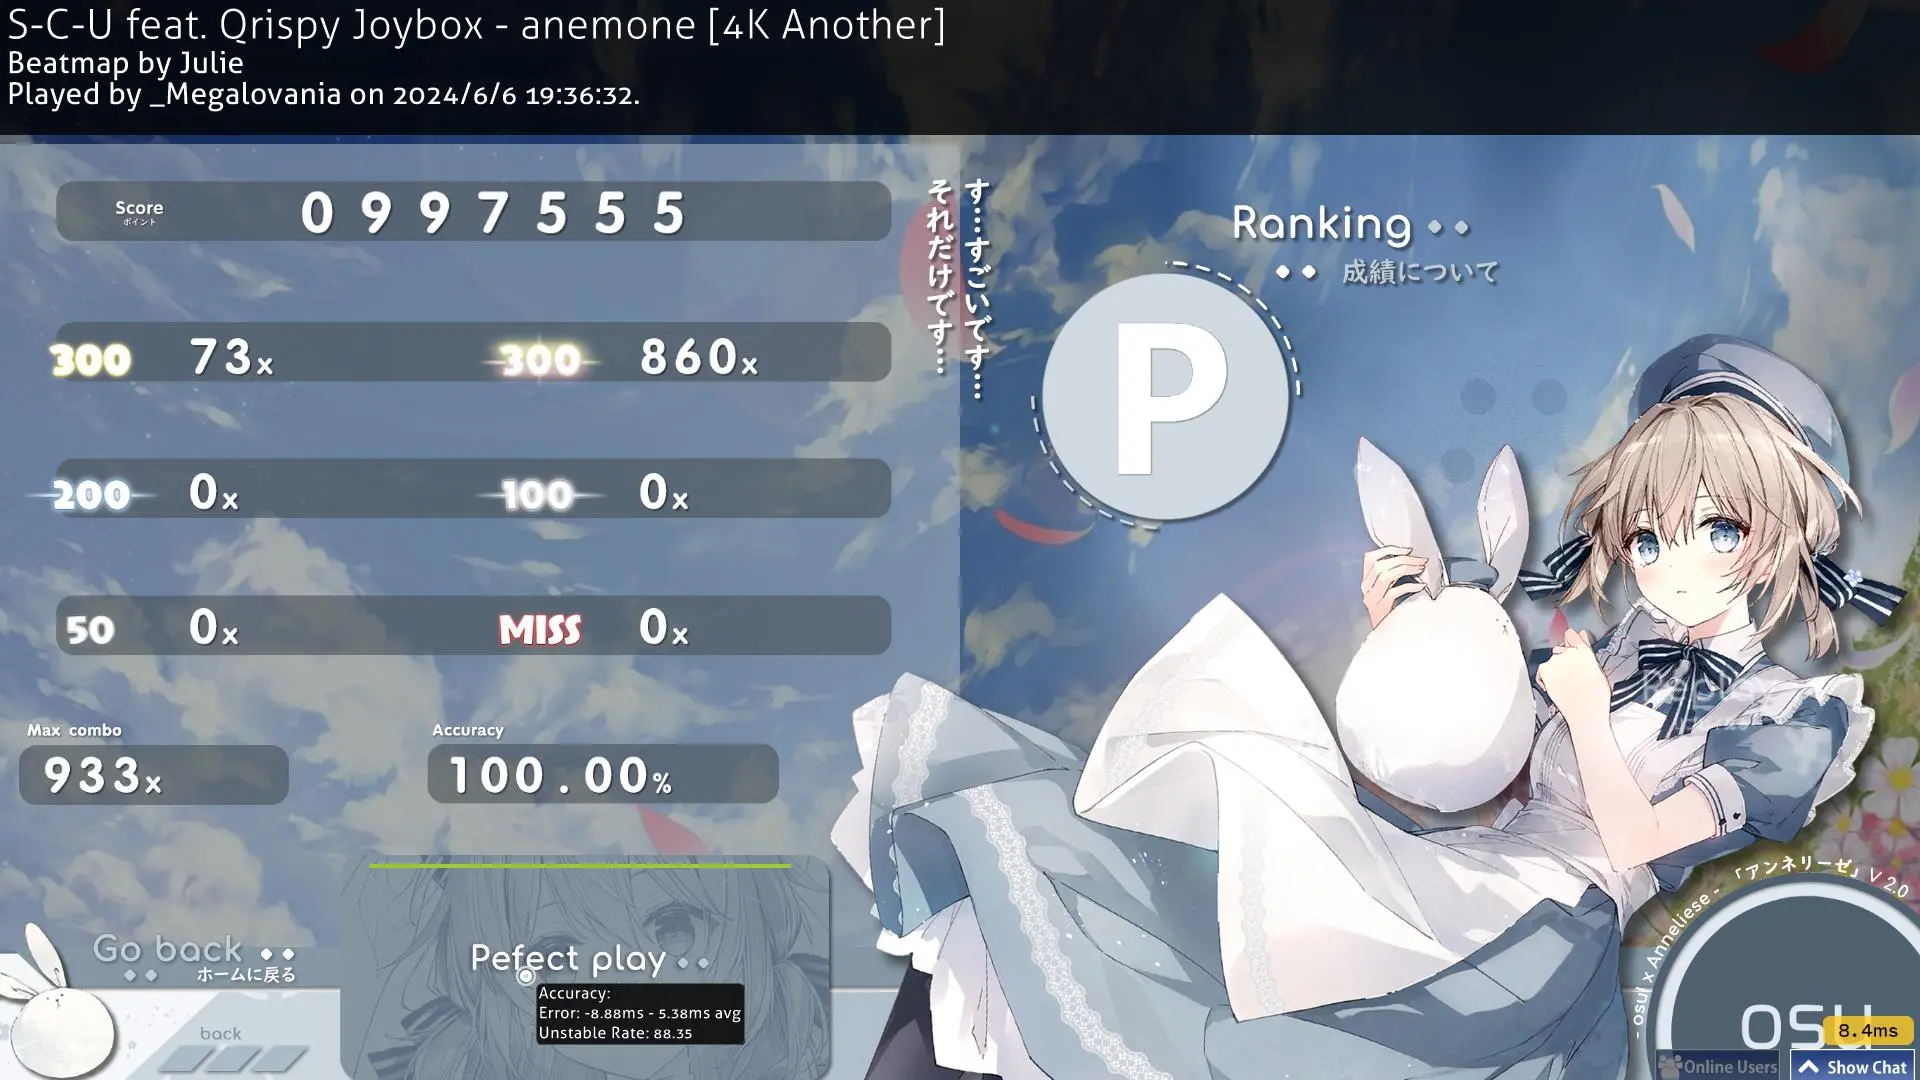 S-C-U feat. Qrispy Joybox - anemone [4K Another]
Beatmap by Julie
Played by _Megalovania on 2024/6/6 19:36:32.
Score
ポイント
0997555
す…すごいです…
それだけです…
Ranking
成績について
P
300 73x 300 860x
200 0x 100 0x
50 0x MISS 0x
Max combo
933x
Accuracy
100.00%
Go back
ホームに戻る
back
Pefect play
Accuracy:
Error: -8.88ms - 5.38ms avg
Unstable Rate: 88.35
- osu! x Anneliese - 「アンネリーゼ」 V 2.0
osu
8.4ms
Online Users
Show Chat